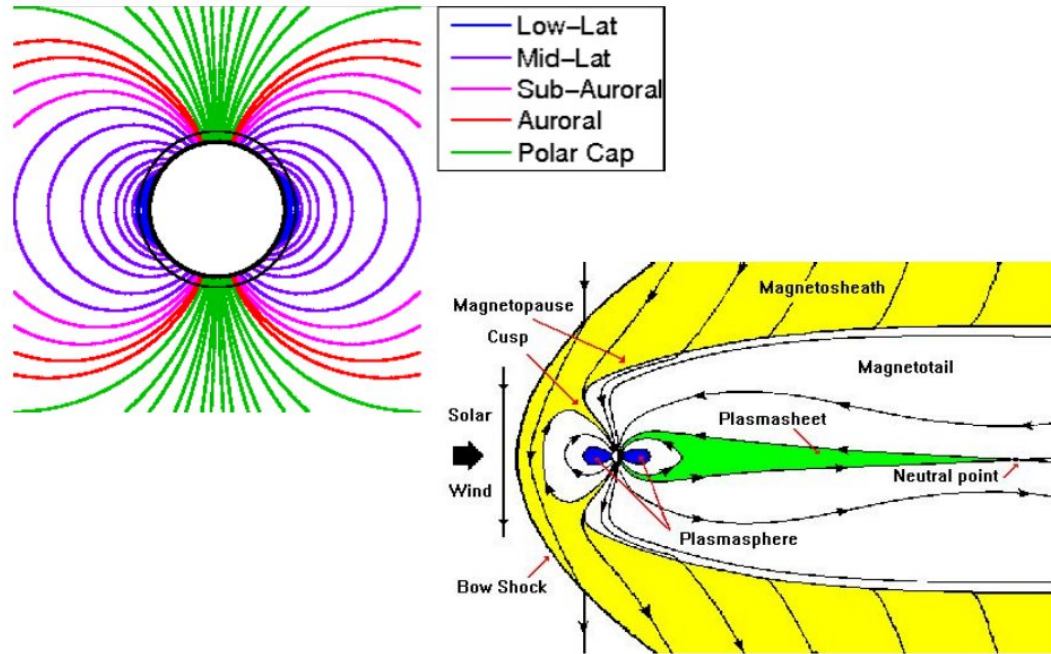 Low-Lat
Mid-Lat
Sub-Auroral
Auroral
Polar Cap
Magnetosheath
Magnetopause
Cusp
Magnetotail
Solar
Plasmasheet
Wind
Neutral point
Plasmasphere
Bow Shock